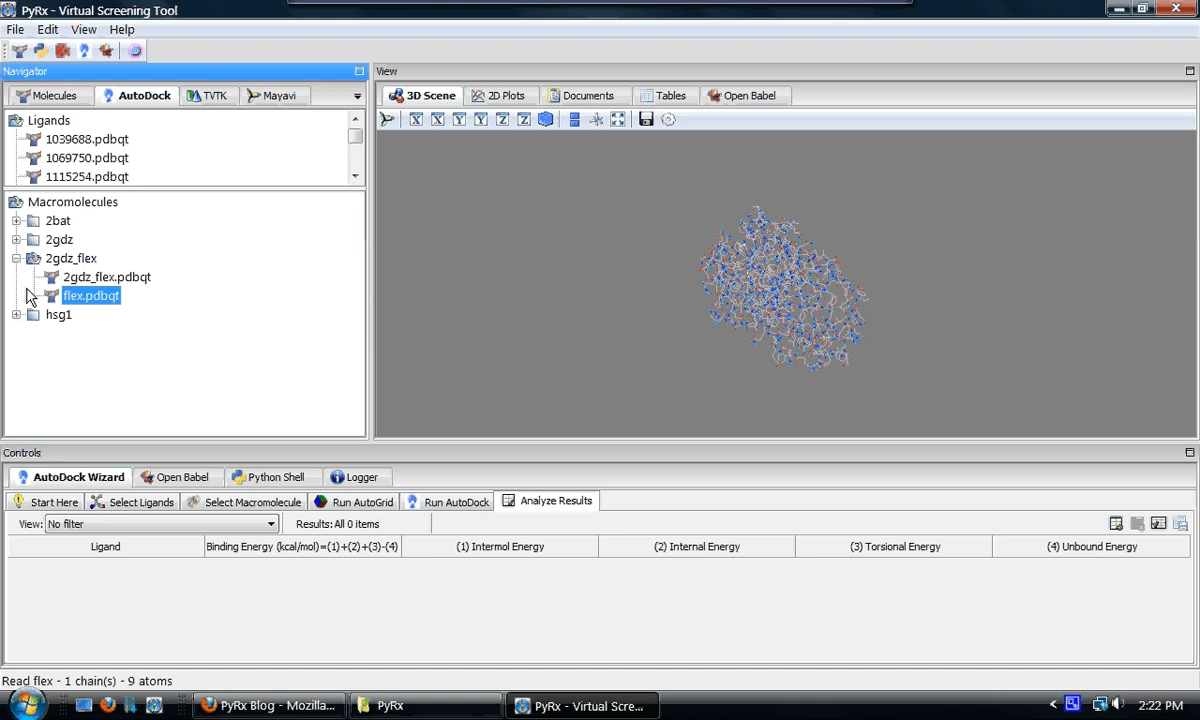 PyRx - Virtual Screening Tool
File Edit View Help
Navigator
Molecules AutoDock TVTK Mayavi
Ligands
1039688.pdbqt
1069750.pdbqt
1115254.pdbqt
Macromolecules
2bat
2gdz
2gdz_flex
2gdz_flex.pdbqt
flex.pdbqt
hsg1
View
3D Scene 2D Plots Documents Tables Open Babel
X X Y Y Z Z
Controls
AutoDock Wizard Open Babel Python Shell Logger
Start Here Select Ligands Select Macromolecule Run AutoGrid Run AutoDock Analyze Results
View: No filter Results: All 0 items
Ligand Binding Energy (kcal/mol)=(1)+(2)+(3)-(4) (1) Intermol Energy (2) Internal Energy (3) Torsional Energy (4) Unbound Energy
Read flex - 1 chain(s) - 9 atoms
PyRx Blog - Mozilla... PyRx PyRx - Virtual Scre... < 2:22 PM